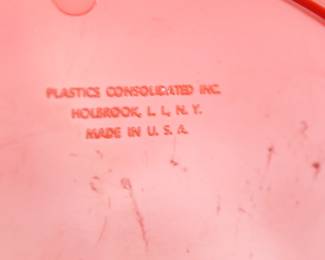 PLASTICS CONSOLIDATED INC.
HOLBROOK, L. I., N. Y.
MADE IN U. S. A.